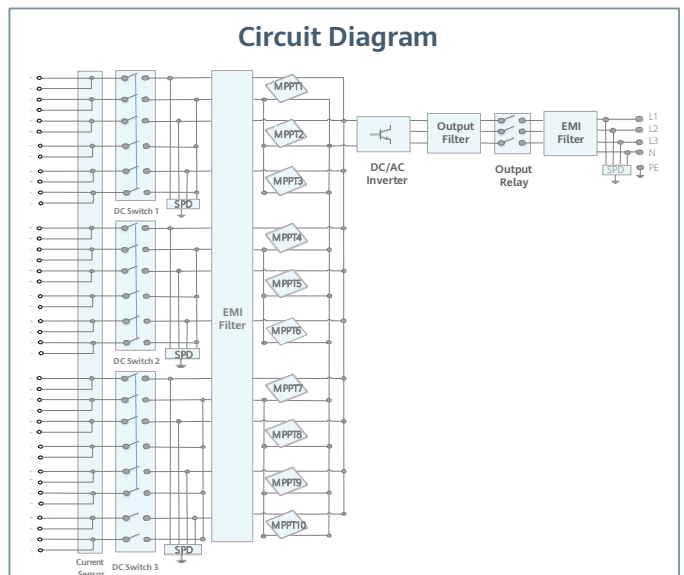 Circuit Diagram
MPPT1
MPPT2
MPPT3
SPD
DC Switch 1
MPPT4
MPPT5
MPPT6
SPD
DC Switch 2
EMI
Filter
MPPT7
MPPT8
MPPT9
MPPT10
SPD
Current
Sensor
DC Switch 3
DC/AC
Inverter
Output
Filter
Output
Relay
EMI
Filter
SPD
L1
L2
L3
N
PE